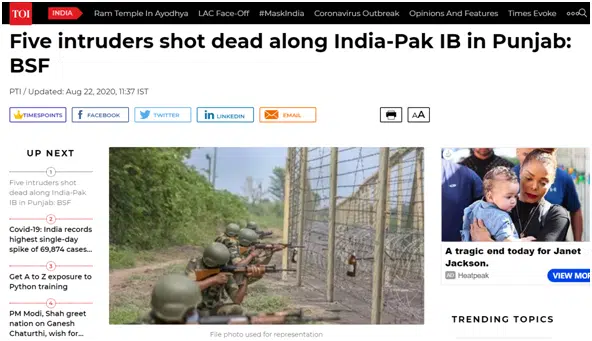 TOI
INDIA
Ram Temple In Ayodhya
LAC Face-Off
#MaskIndia
Coronavirus Outbreak
Opinions And Features
Times Evoke
Five intruders shot dead along India-Pak IB in Punjab:
BSF
PTI / Updated: Aug 22, 2020, 11:37 IST
TIMESPOINTS
FACEBOOK
TWITTER
LINKEDIN
EMAIL
AA
UP NEXT
1
Five intruders shot
dead along India-Pak
IB in Punjab: BSF
2
Covid-19: India records
highest single-day
spike of 69,874 cases...
3
Get A to Z exposure to
Python training
4
PM Modi, Shah greet
nation on Ganesh
Chaturthi, wish for...
File photo used for representation
A tragic end today for Janet
Jackson.
AD Heatpeak
VIEW MOR
TRENDING TOPICS